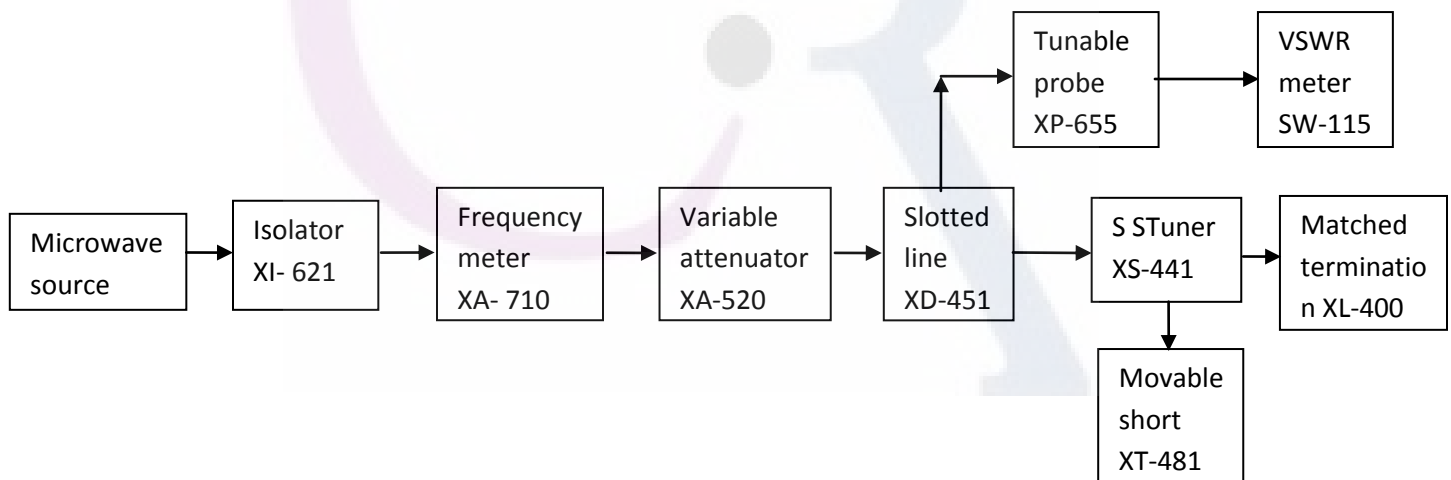 Tunable
probe
XP-655
VSWR
meter
SW-115
Microwave
source
Isolator
XI- 621
Frequency
meter
XA- 710
Variable
attenuator
XA-520
Slotted
line
XD-451
S STuner
XS-441
Matched
terminatio
n XL-400
Movable
short
XT-481